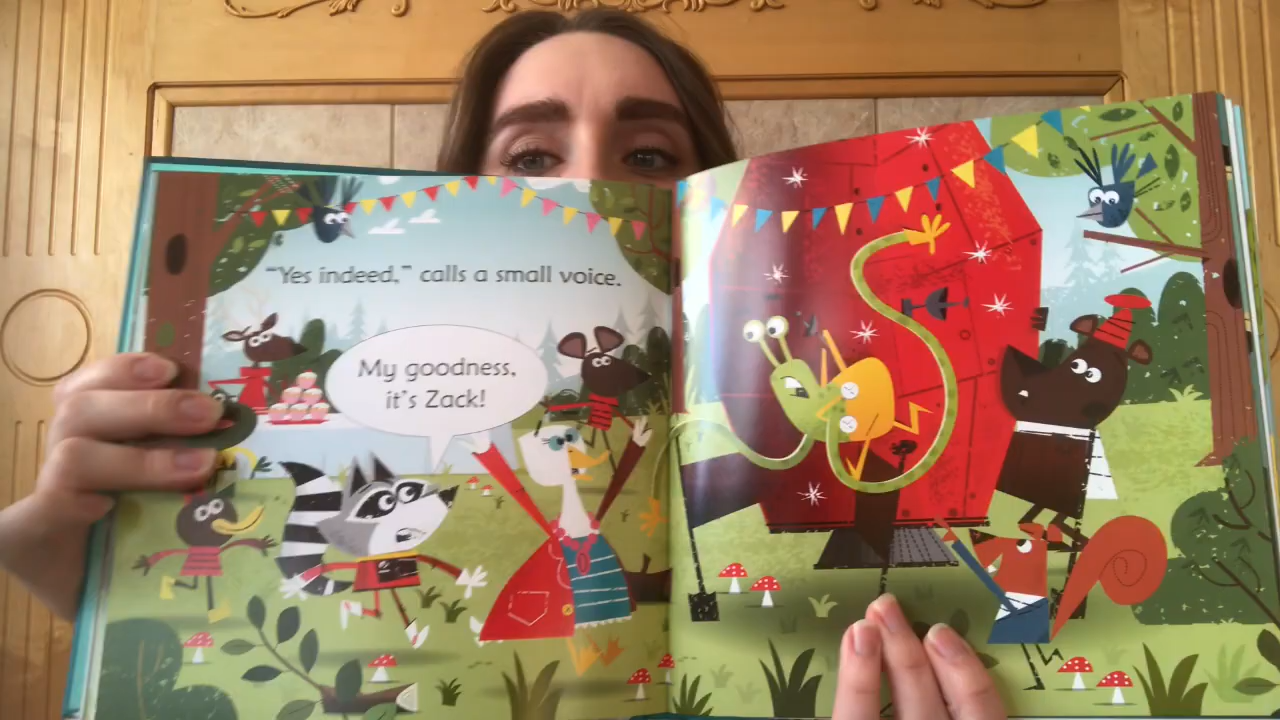 “Yes indeed,” calls a small voice.
My goodness,
it’s Zack!